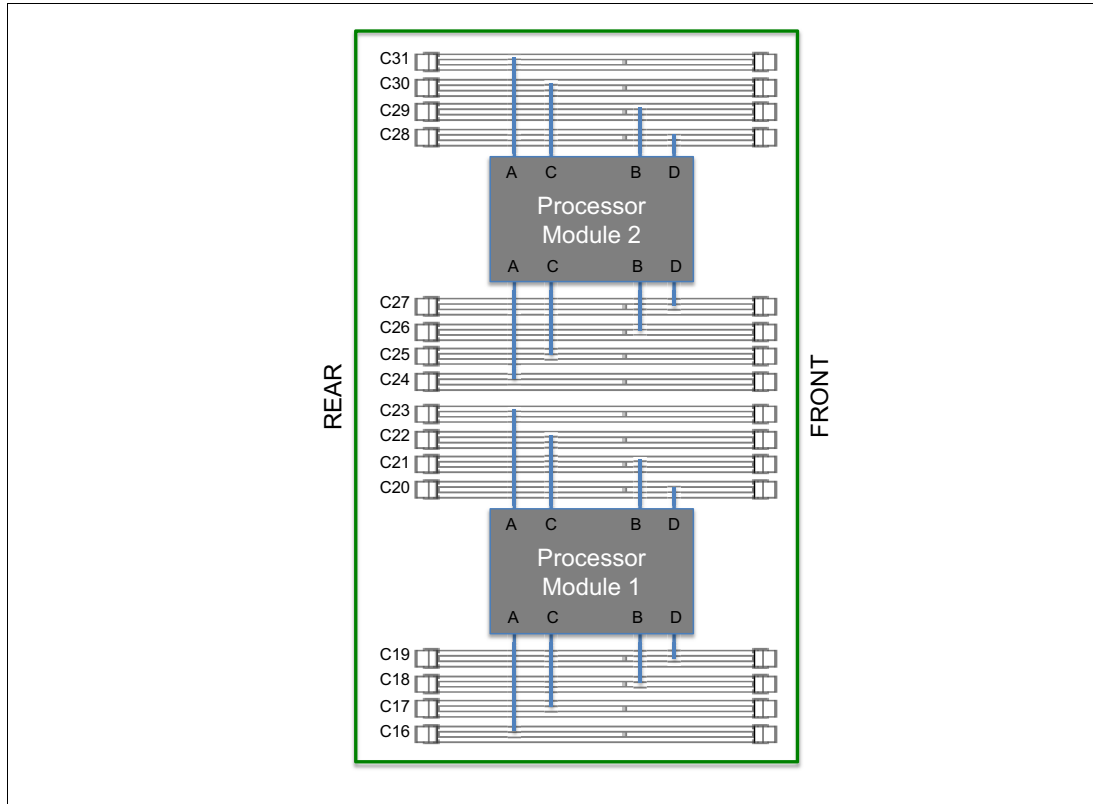 C31
C30
C29
C28
A C B D
Processor
Module 2
A C B D
C27
C26
C25
C24
REAR
FRONT
C23
C22
C21
C20
A C B D
Processor
Module 1
A C B D
C19
C18
C17
C16